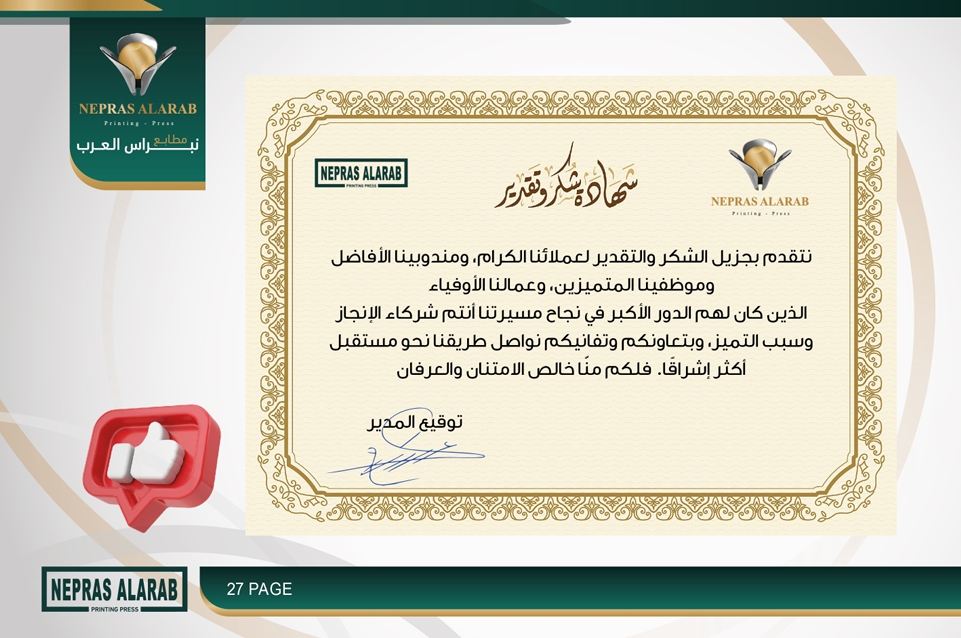 NEPRAS ALARAB
Printing - Press
مطابع
نبراس العرب
NEPRAS ALARAB
PRINTING PRESS
شهادة شكر وتقدير
NEPRAS ALARAB
Printing - Press
نتقدم بجزيل الشكر والتقدير لعملائنا الكرام، ومندوبينا الأفاضل
وموظفينا المتميزين، وعمالنا الأوفياء
الذين كان لهم الدور الأكبر في نجاح مسيرتنا أنتم شركاء الإنجاز
وسبب التميز، وبتعاونكم وتفانيكم نواصل طريقنا نحو مستقبل
أكثر إشراقًا. فلكم منّا خالص الامتنان والعرفان
توقيع المدير
NEPRAS ALARAB
PRINTING PRESS
27 PAGE